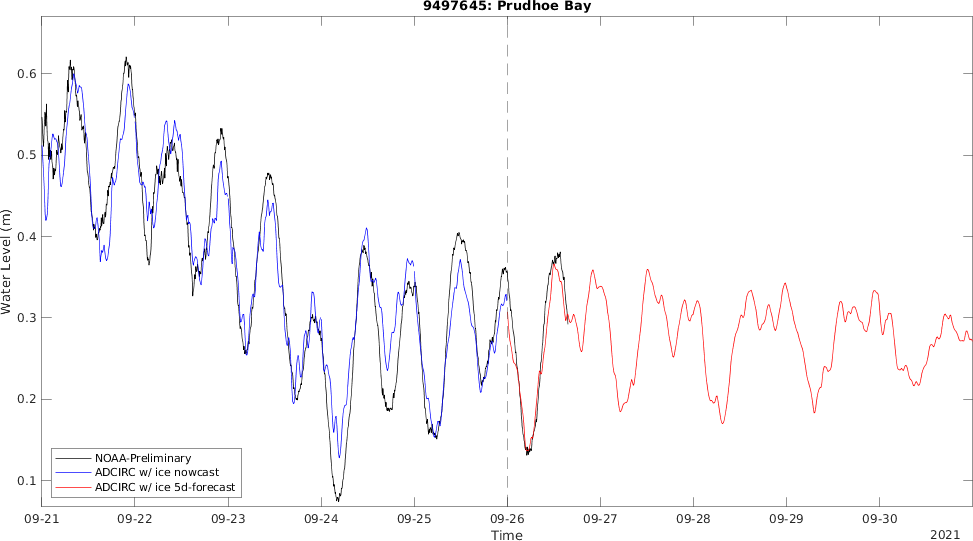 9497645: Prudhoe Bay
Water Level (m)
0.6
0.5
0.4
0.3
0.2
0.1
NOAA-Preliminary
ADCIRC w/ ice nowcast
ADCIRC w/ ice 5d-forecast
09-21 09-22 09-23 09-24 09-25 09-26 09-27 09-28 09-29 09-30
Time
2021